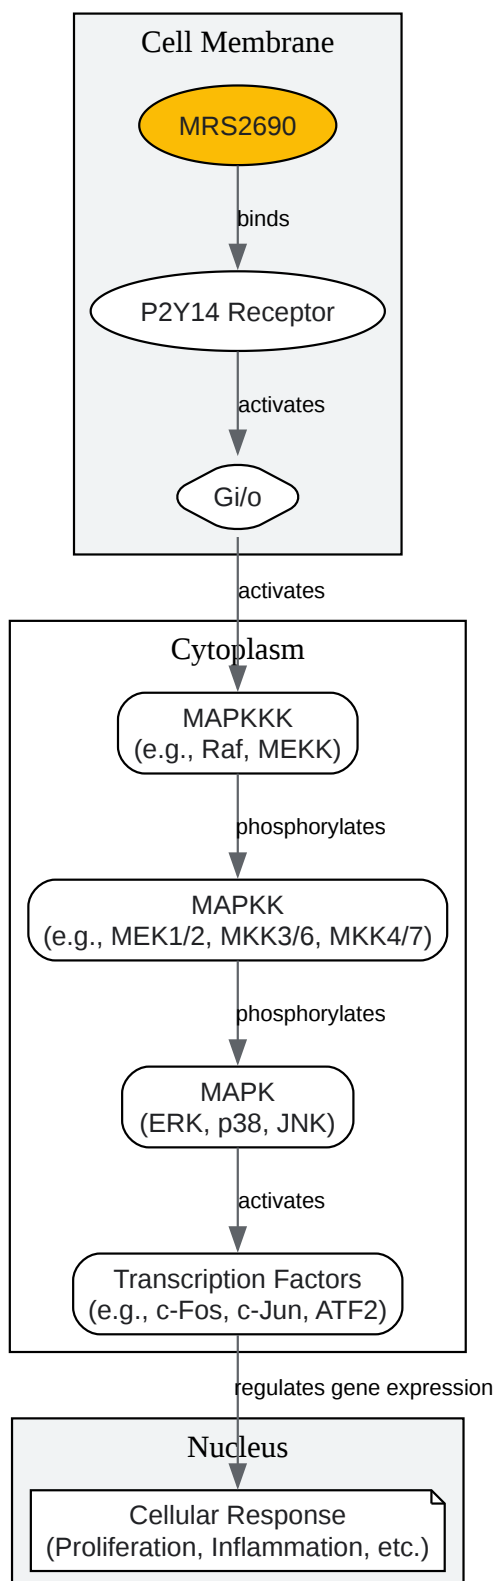 Cell Membrane
MRS2690
binds
P2Y14 Receptor
activates
Gi/o
activates
Cytoplasm
MAPKKK
(e.g., Raf, MEKK)
phosphorylates
MAPKK
(e.g., MEK1/2, MKK3/6, MKK4/7)
phosphorylates
MAPK
(ERK, p38, JNK)
activates
Transcription Factors
(e.g., c-Fos, c-Jun, ATF2)
regulates gene expression
Nucleus
Cellular Response
(Proliferation, Inflammation, etc.)